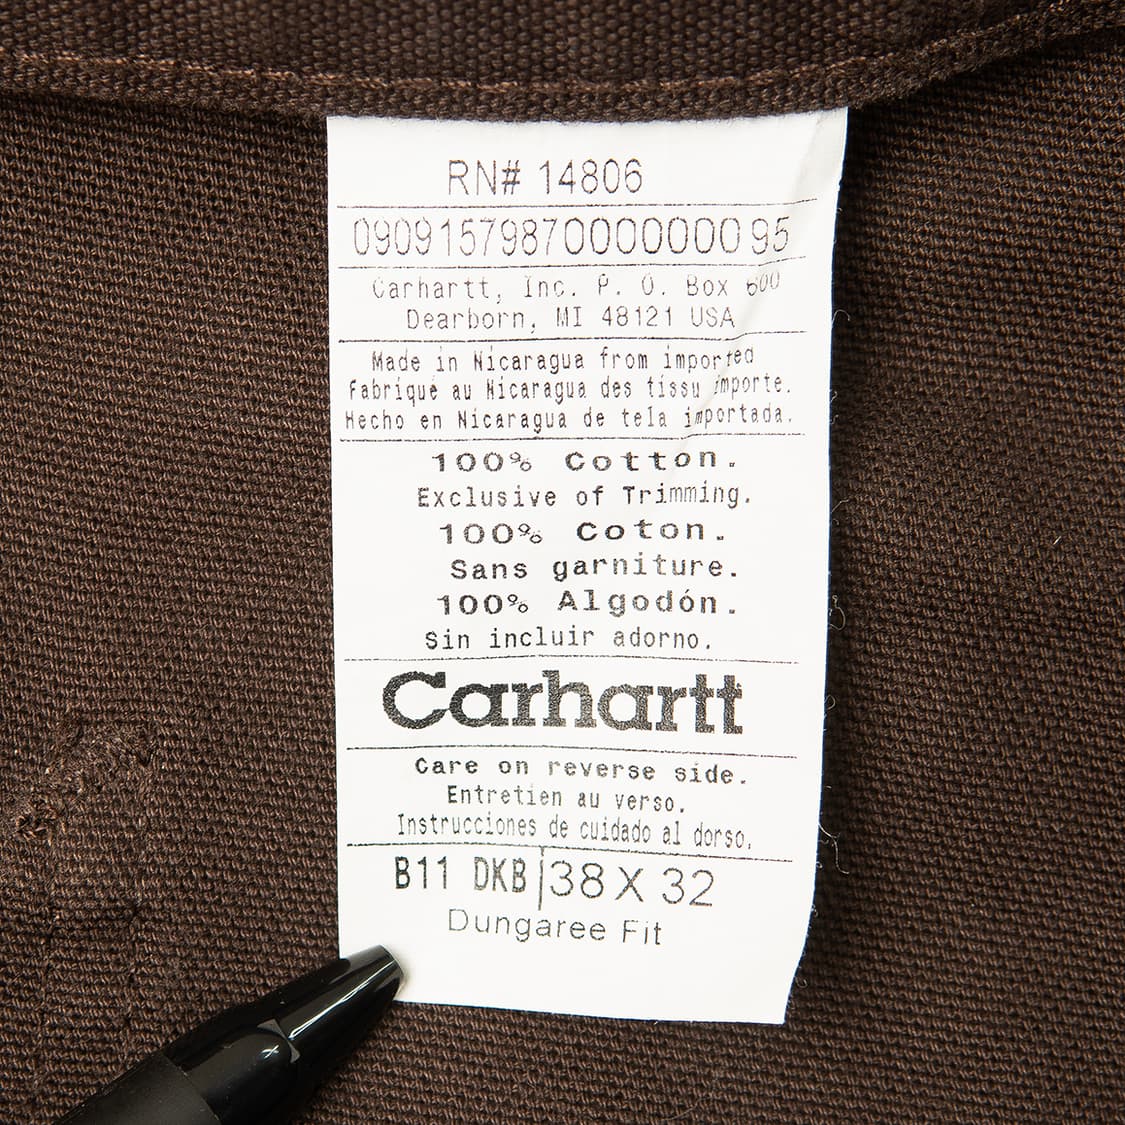 RN# 14806
0909157987000000095
Carhartt, Inc. P. O. Box 600
Dearborn, MI 48121 USA
Made in Nicaragua from imported
Fabriqué au Nicaragua des tissu importe.
Hecho en Nicaragua de tela importada.
100% Cotton.
Exclusive of Trimming.
100% Coton.
Sans garniture.
100% Algodón.
Sin incluir adorno.
Carhartt
Care on reverse side.
Entretien au verso.
Instrucciones de cuidado al dorso.
B11 DKB 38 X 32
Dungaree Fit